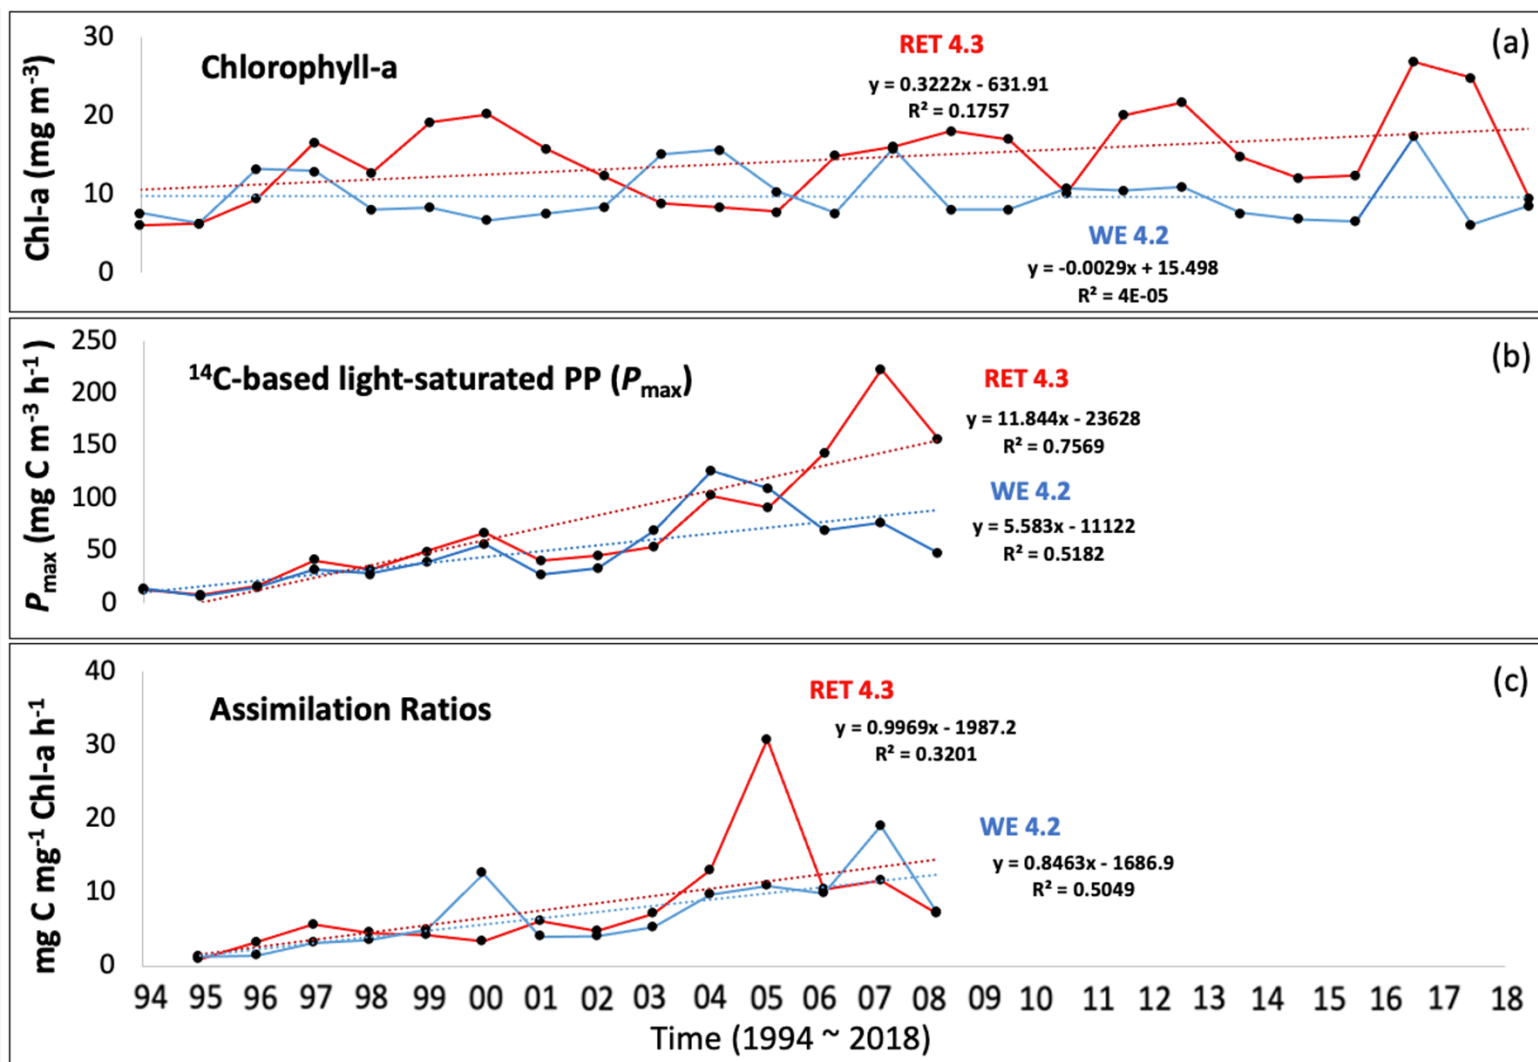 (a)
Chlorophyll-a
Chl-a (mg m-3)
30
20
10
0
RET 4.3
y = 0.3222x - 631.91
R² = 0.1757
WE 4.2
y = -0.0029x + 15.498
R² = 4E-05
(b)
14C-based light-saturated PP (Pmax)
Pmax (mg C m-3 h-1 )
250
200
150
100
50
0
RET 4.3
y = 11.844x - 23628
R² = 0.7569
WE 4.2
y = 5.583x - 11122
R² = 0.5182
(c)
Assimilation Ratios
mg C mg-1 Chl-a h-1
40
30
20
10
0
RET 4.3
y = 0.9969x - 1987.2
R² = 0.3201
WE 4.2
y = 0.8463x - 1686.9
R² = 0.5049
94 95 96 97 98 99 00 01 02 03 04 05 06 07 08 09 10 11 12 13 14 15 16 17 18
Time (1994 ~ 2018)